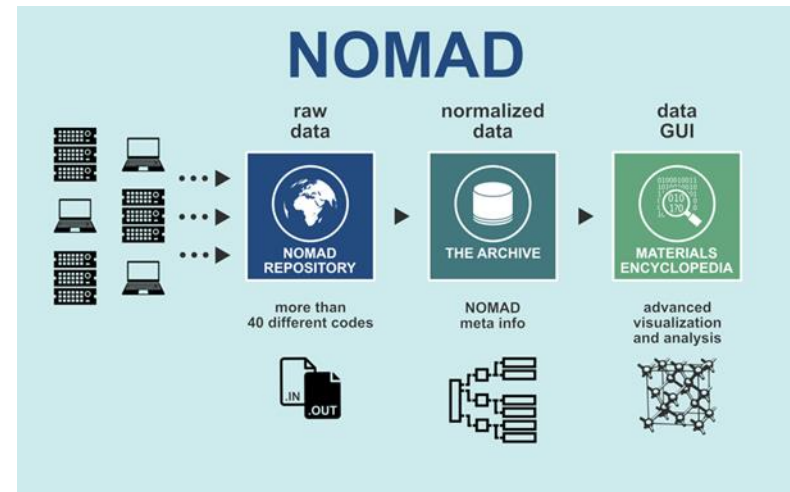 NOMAD
raw
data
normalized
data
data
GUI
NOMAD
REPOSITORY
THE ARCHIVE
MATERIALS
ENCYCLOPEDIA
more than
40 different codes
NOMAD
meta info
advanced
visualization
and analysis
.IN
.OUT